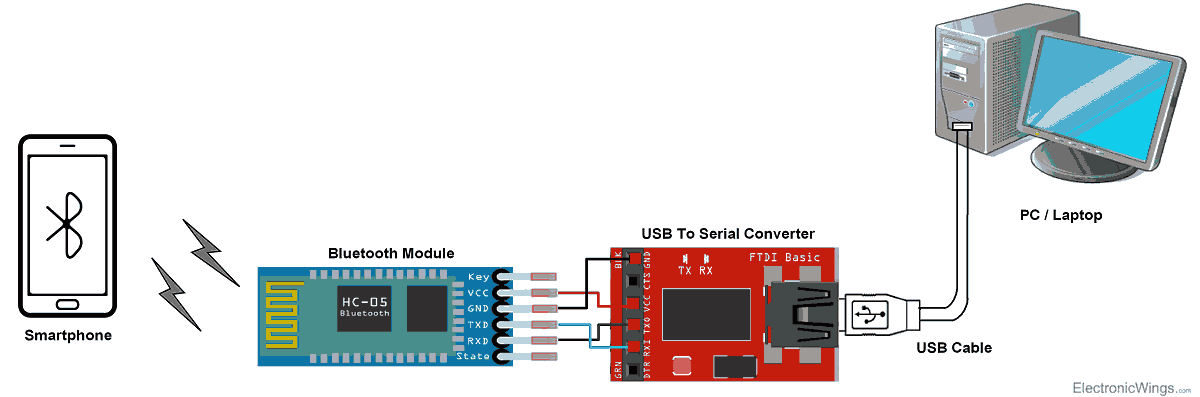 PC / Laptop
USB To Serial Converter
Bluetooth Module
BLK
GND
CTS
VCC
TXO
RXI
DTR
GRN
TX RX
FTDI Basic
Key
VCC
GND
TXD
RXD
State
HC-05
Bluetooth
Smartphone
USB Cable
ElectronicWings.com